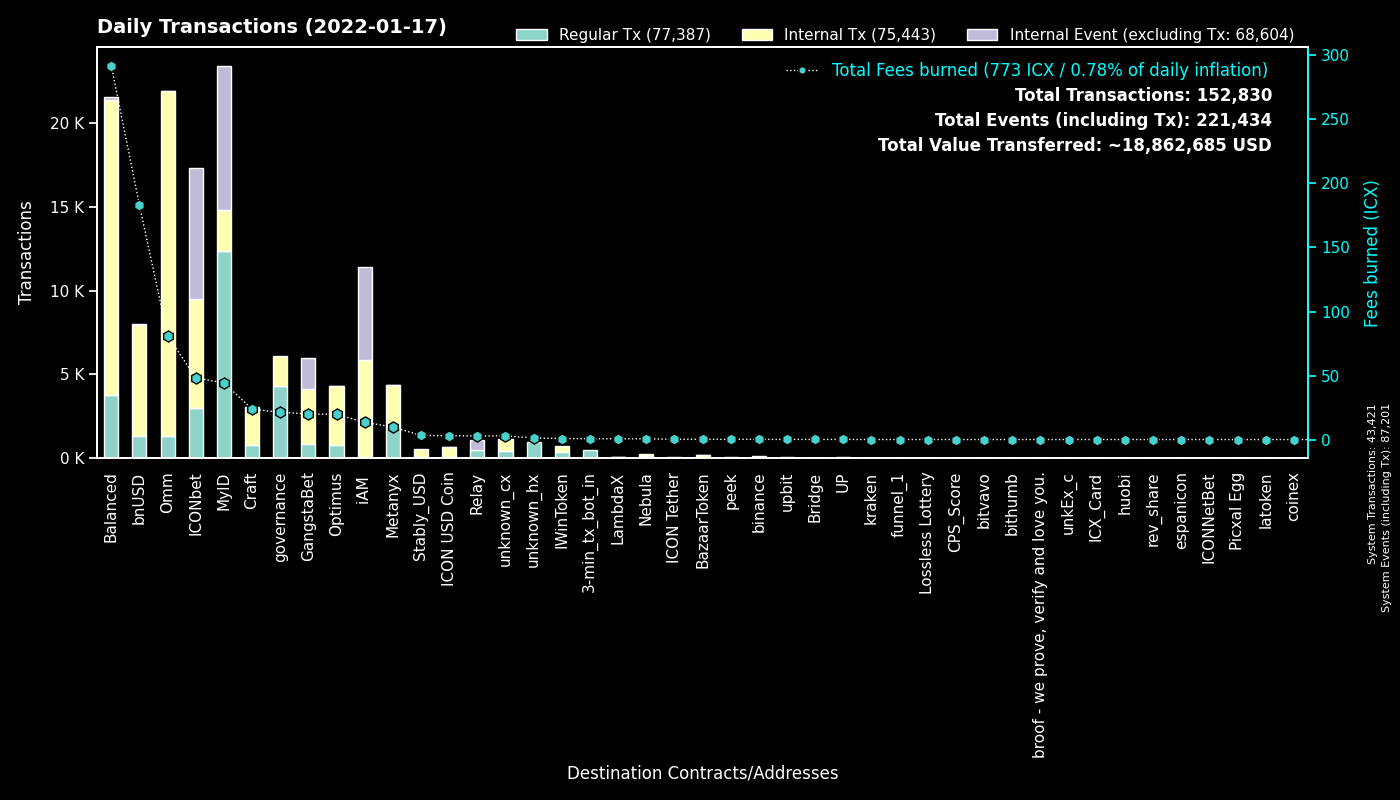 Daily Transactions (2022-01-17)
Regular Tx (77,387)
Internal Tx (75,443)
Internal Event (excluding Tx: 68,604)
Total Fees burned (773 ICX / 0.78% of daily inflation)
Total Transactions: 152,830
Total Events (including Tx): 221,434
Total Value Transferred: ~18,862,685 USD
Transactions
20 K
15 K
10 K
5 K
0 K
300
250
200
150
100
50
0
Fees burned (ICX)
System Transactions: 43,421
System Events (including Tx): 87,201
Balanced
bnUSD
Omm
ICONbet
MyID
Craft
governance
GangstaBet
Optimus
iAM
Metanyx
Stably_USD
ICON USD Coin
Relay
unknown_cx
unknown_hx
IWinToken
3-min_tx_bot_in
LambdaX
Nebula
ICON Tether
BazaarToken
peek
binance
upbit
Bridge
UP
kraken
funnel_1
Lossless Lottery
CPS_Score
bitvavo
bithumb
broof - we prove, verify and love you.
unkEx_c
ICX_Card
huobi
rev_share
espanicon
ICONNetBet
Picxal Egg
latoken
coinex
Destination Contracts/Addresses